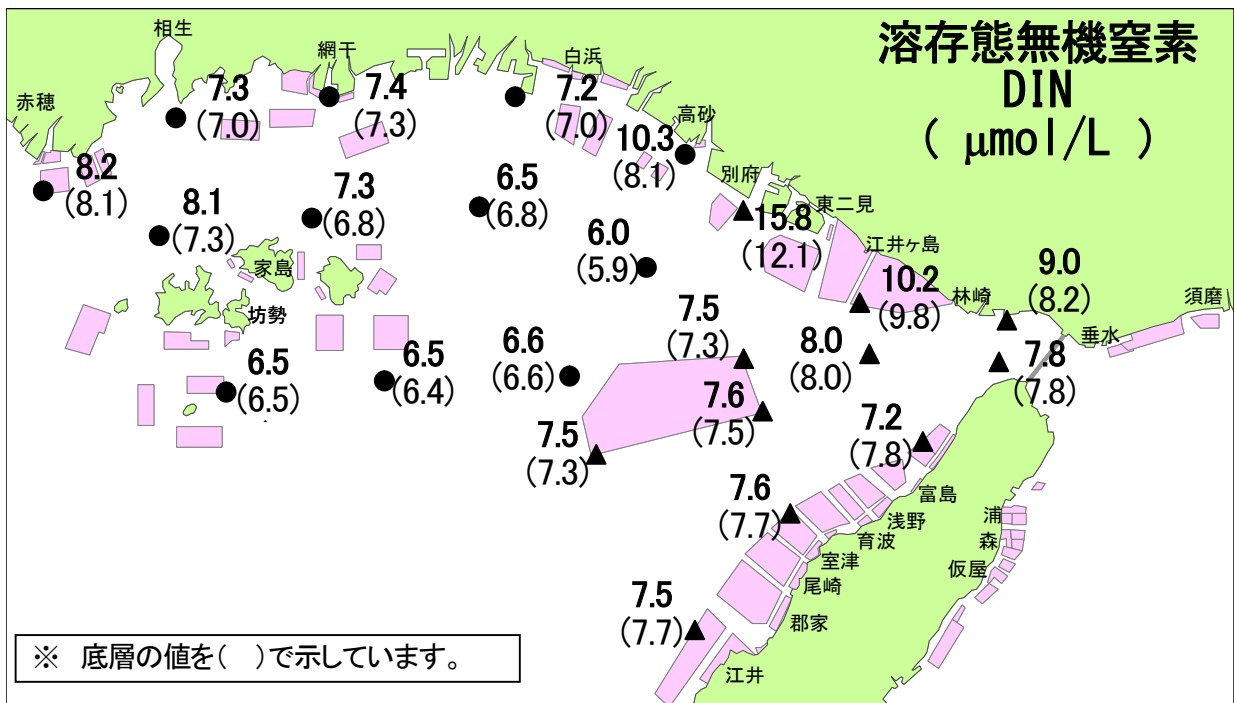 溶存態無機窒素
DIN
( μmol/L )
相生
網干
白浜
赤穂
高砂
別府
東二見
江井ヶ島
林崎
須磨
垂水
家島
坊勢
富島
浅野
育波
室津
尾崎
郡家
江井
浦
森
仮屋
7.3
(7.0)
7.4
(7.3)
7.2
(7.0)
10.3
(8.1)
8.2
(8.1)
8.1
(7.3)
7.3
(6.8)
6.5
(6.8)
6.0
(5.9)
15.8
(12.1)
10.2
(9.8)
9.0
(8.2)
7.8
(7.8)
8.0
(8.0)
7.5
(7.3)
7.6
(7.5)
6.6
(6.6)
6.5
(6.4)
6.5
(6.5)
7.5
(7.3)
7.2
(7.8)
7.6
(7.7)
7.5
(7.7)
※ 底層の値を( )で示しています。